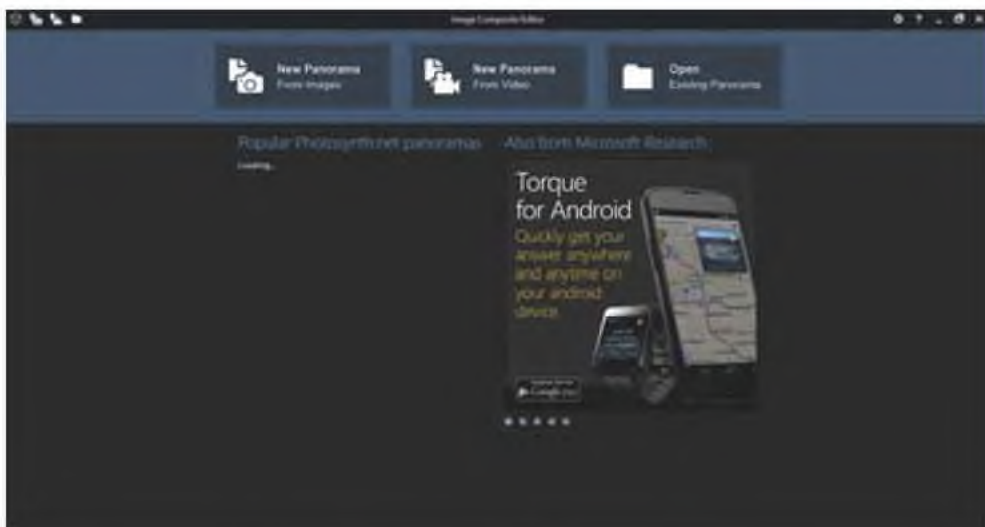 Image Composite Editor
New Panorama
From Images
New Panorama
From Video
Open
Existing Panorama
Popular Photosynth.net panoramas
Also from Microsoft Research
Loading...
Torque
for Android
Quickly get your
answer anywhere
and anytime on
your android
device.
Google